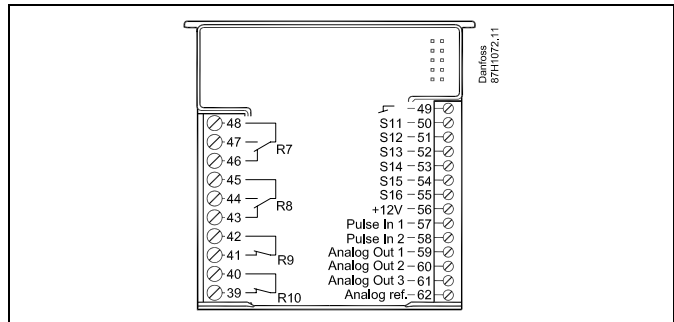 Danfoss
87H1072.11
48
47
46
R7
45
44
43
R8
42
41
R9
40
39
R10
49
S11 50
S12 51
S13 52
S14 53
S15 54
S16 55
+12V 56
Pulse In 1 57
Pulse In 2 58
Analog Out 1 59
Analog Out 2 60
Analog Out 3 61
Analog ref. 62